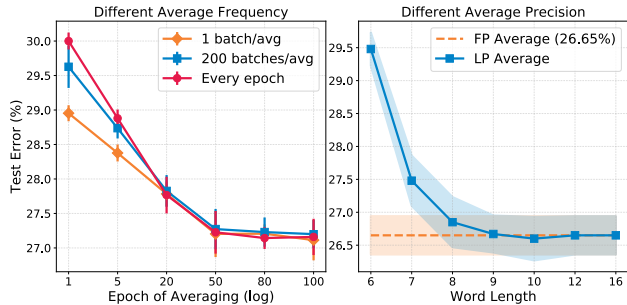 Different Average Frequency
Test Error (%)
30.0
29.5
29.0
28.5
28.0
27.5
27.0
1 batch/avg
200 batches/avg
Every epoch
1 5 20 50 80 100
Epoch of Averaging (log)
Different Average Precision
29.5
29.0
28.5
28.0
27.5
27.0
26.5
FP Average (26.65%)
LP Average
6 7 8 9 10 12 16
Word Length